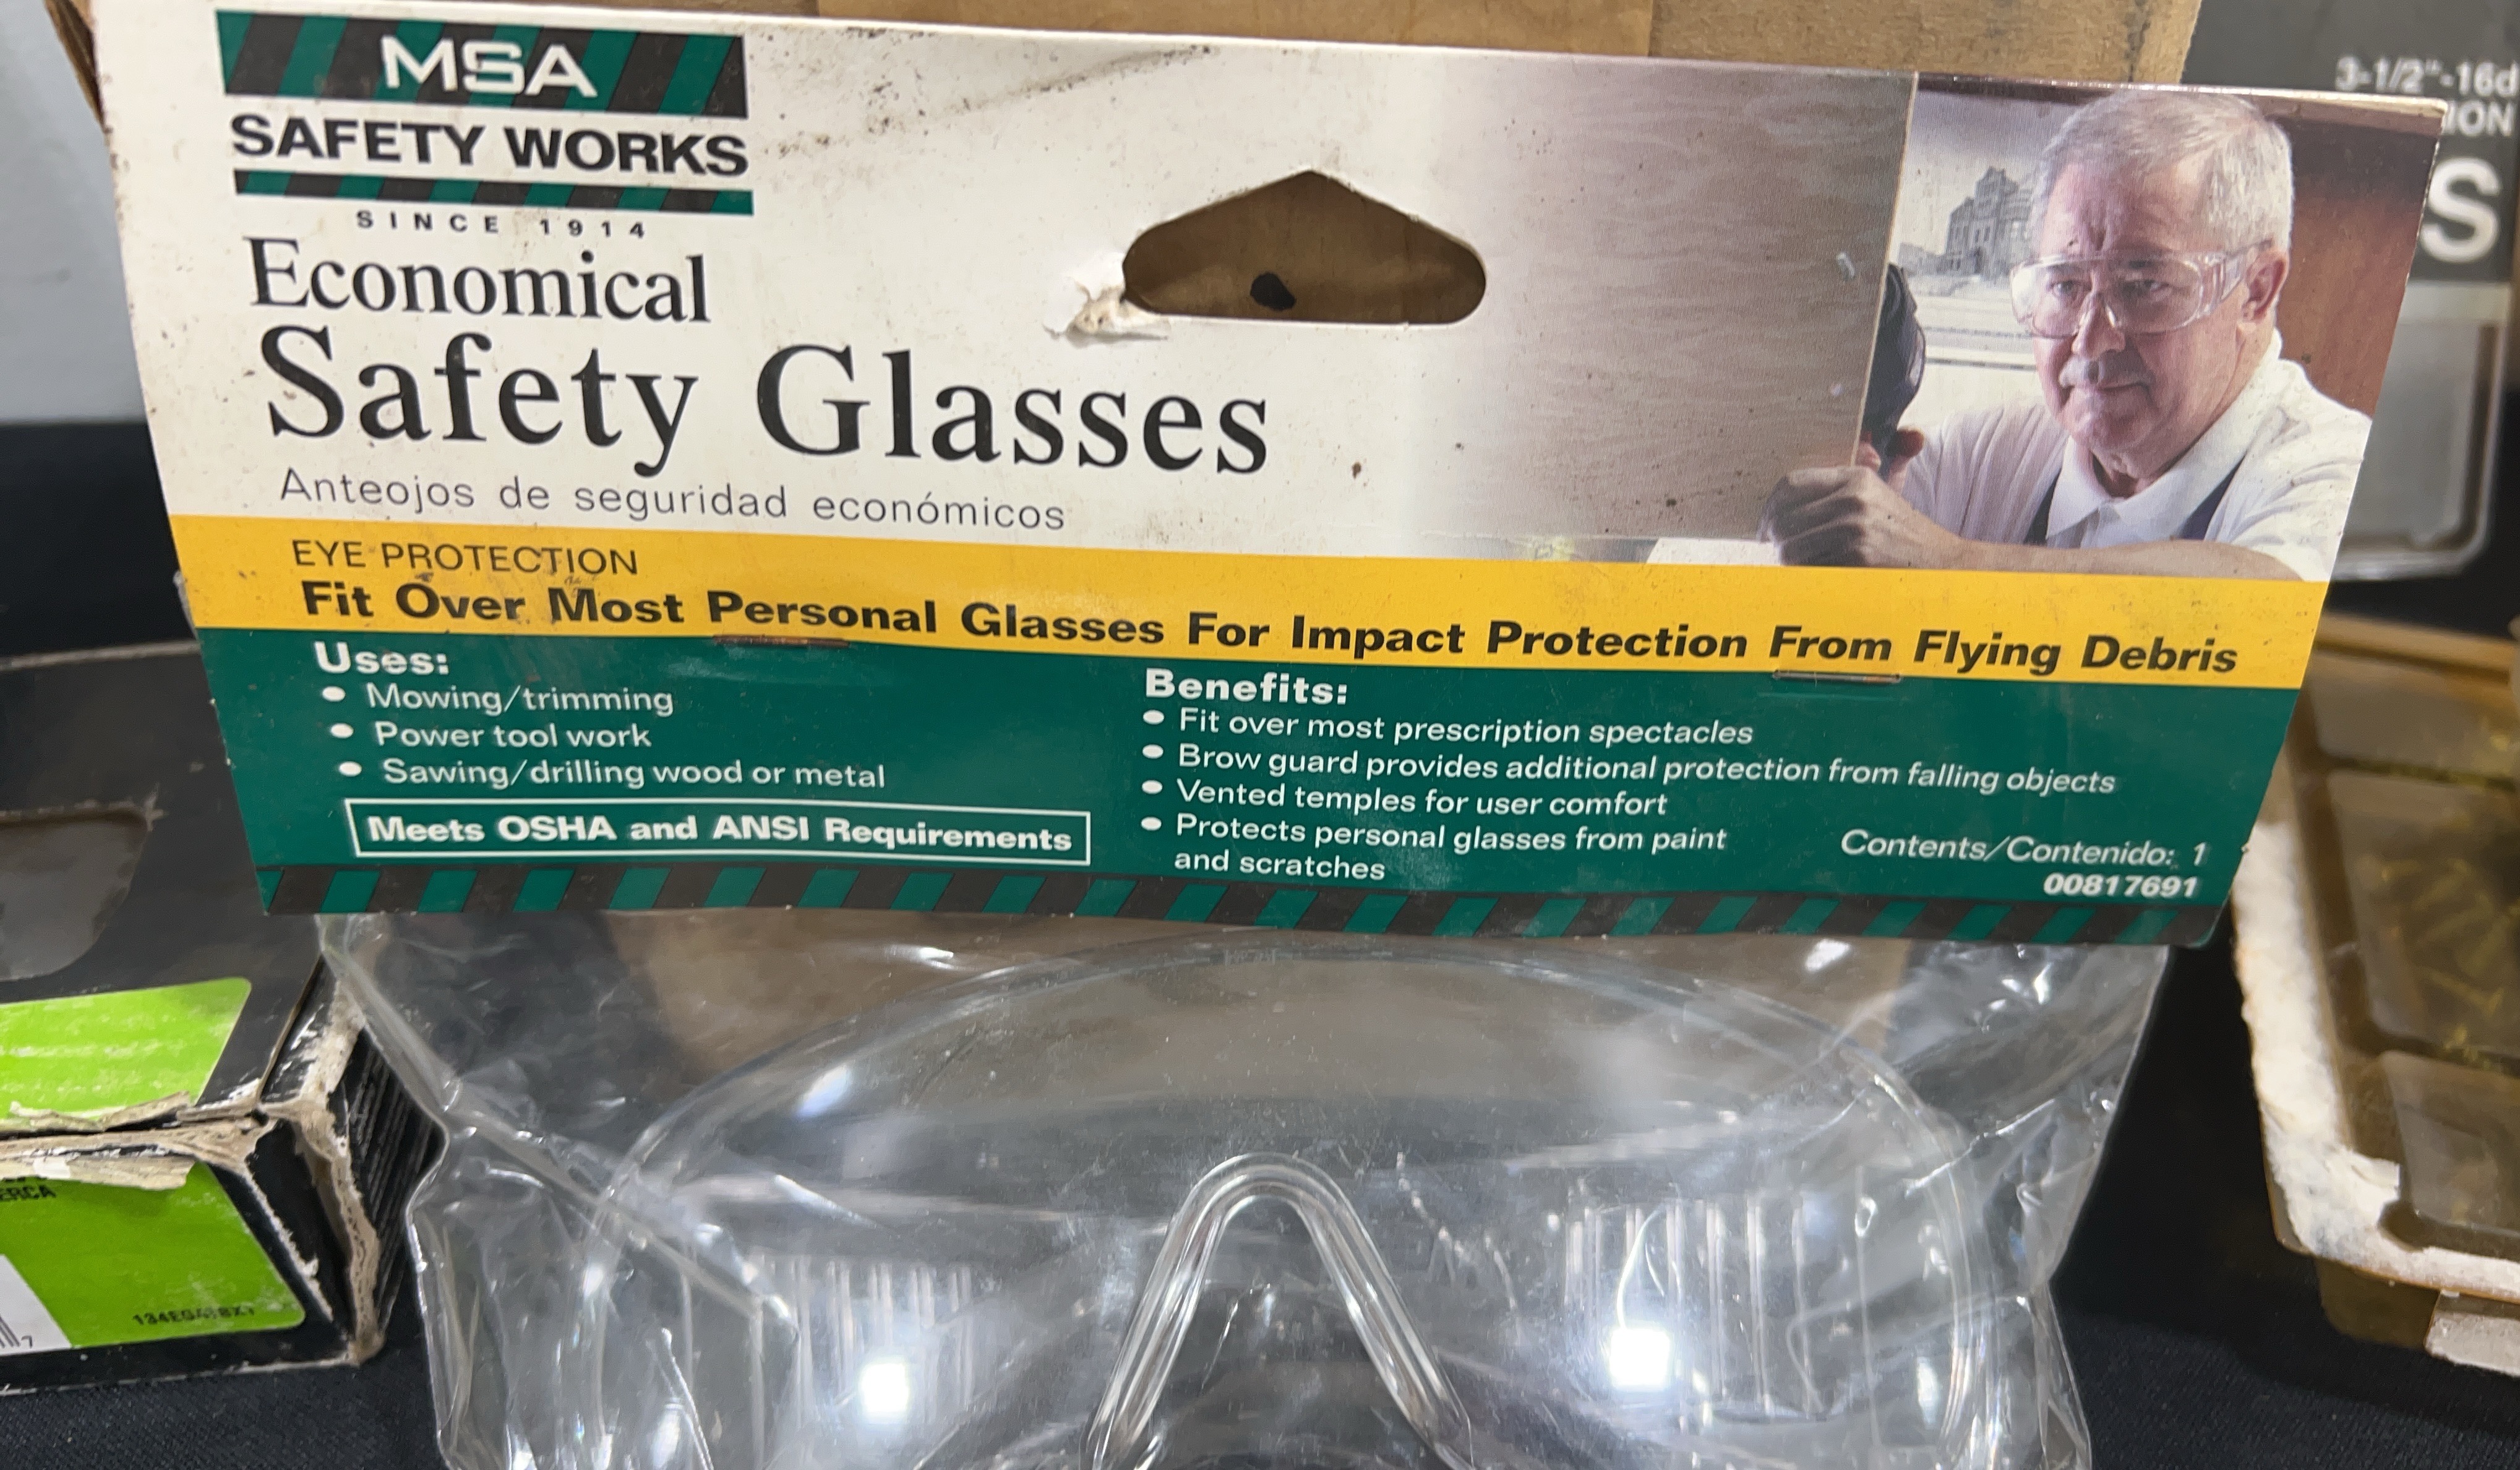 MSA
SAFETY WORKS
SINCE 1914
Economical
Safety Glasses
Anteojos de seguridad económicos
EYE PROTECTION
Fit Over Most Personal Glasses For Impact Protection From Flying Debris
Uses:
• Mowing/trimming
• Power tool work
• Sawing/drilling wood or metal
Meets OSHA and ANSI Requirements
Benefits:
• Fit over most prescription spectacles
• Brow guard provides additional protection from falling objects
• Vented temples for user comfort
• Protects personal glasses from paint
and scratches
Contents/Contenido: 1
00817691
3-1/2"-16d
ION
S
ERCA
7